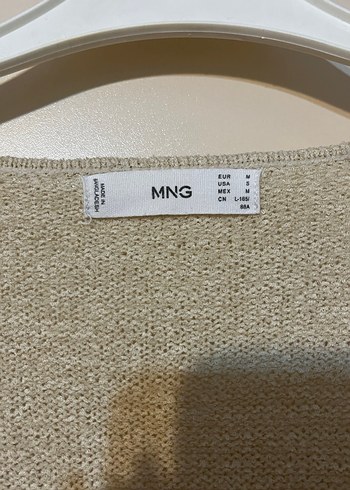 MADE IN
BANGLADESH
MNG
EUR M
USA S
MEX M
CN L-165/
88A